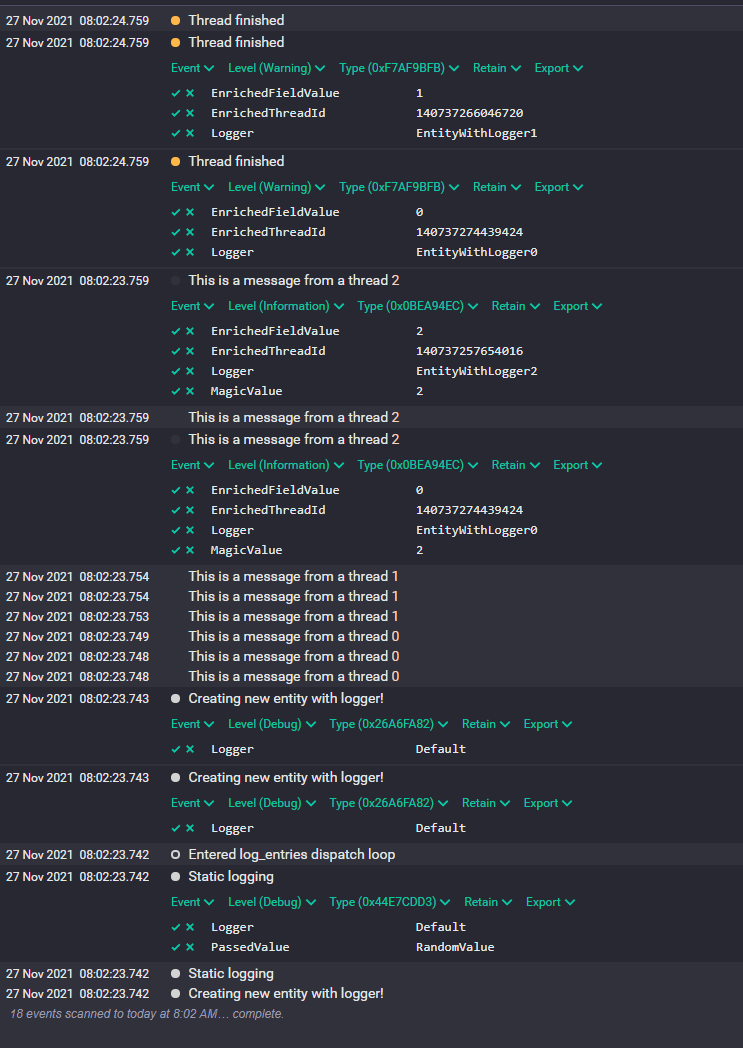 27 Nov 2021 08:02:24.759 Thread finished
27 Nov 2021 08:02:24.759 Thread finished
Event Level (Warning) Type (0xF7AF9BFB) Retain Export
EnrichedFieldValue 1
EnrichedThreadId 140737266046720
Logger EntityWithLogger1
27 Nov 2021 08:02:24.759 Thread finished
Event Level (Warning) Type (0xF7AF9BFB) Retain Export
EnrichedFieldValue 0
EnrichedThreadId 140737274439424
Logger EntityWithLogger0
27 Nov 2021 08:02:23.759 This is a message from a thread 2
Event Level (Information) Type (0x0BEA94EC) Retain Export
EnrichedFieldValue 2
EnrichedThreadId 140737257654016
Logger EntityWithLogger2
MagicValue 2
27 Nov 2021 08:02:23.759 This is a message from a thread 2
27 Nov 2021 08:02:23.759 This is a message from a thread 2
Event Level (Information) Type (0x0BEA94EC) Retain Export
EnrichedFieldValue 0
EnrichedThreadId 140737274439424
Logger EntityWithLogger0
MagicValue 2
27 Nov 2021 08:02:23.754 This is a message from a thread 1
27 Nov 2021 08:02:23.754 This is a message from a thread 1
27 Nov 2021 08:02:23.753 This is a message from a thread 1
27 Nov 2021 08:02:23.749 This is a message from a thread 0
27 Nov 2021 08:02:23.748 This is a message from a thread 0
27 Nov 2021 08:02:23.748 This is a message from a thread 0
27 Nov 2021 08:02:23.743 Creating new entity with logger!
Event Level (Debug) Type (0x26A6FA82) Retain Export
Logger Default
27 Nov 2021 08:02:23.743 Creating new entity with logger!
Event Level (Debug) Type (0x26A6FA82) Retain Export
Logger Default
27 Nov 2021 08:02:23.742 Entered log_entries dispatch loop
27 Nov 2021 08:02:23.742 Static logging
Event Level (Debug) Type (0x44E7CDD3) Retain Export
Logger Default
PassedValue RandomValue
27 Nov 2021 08:02:23.742 Static logging
27 Nov 2021 08:02:23.742 Creating new entity with logger!
18 events scanned to today at 8:02 AM… complete.